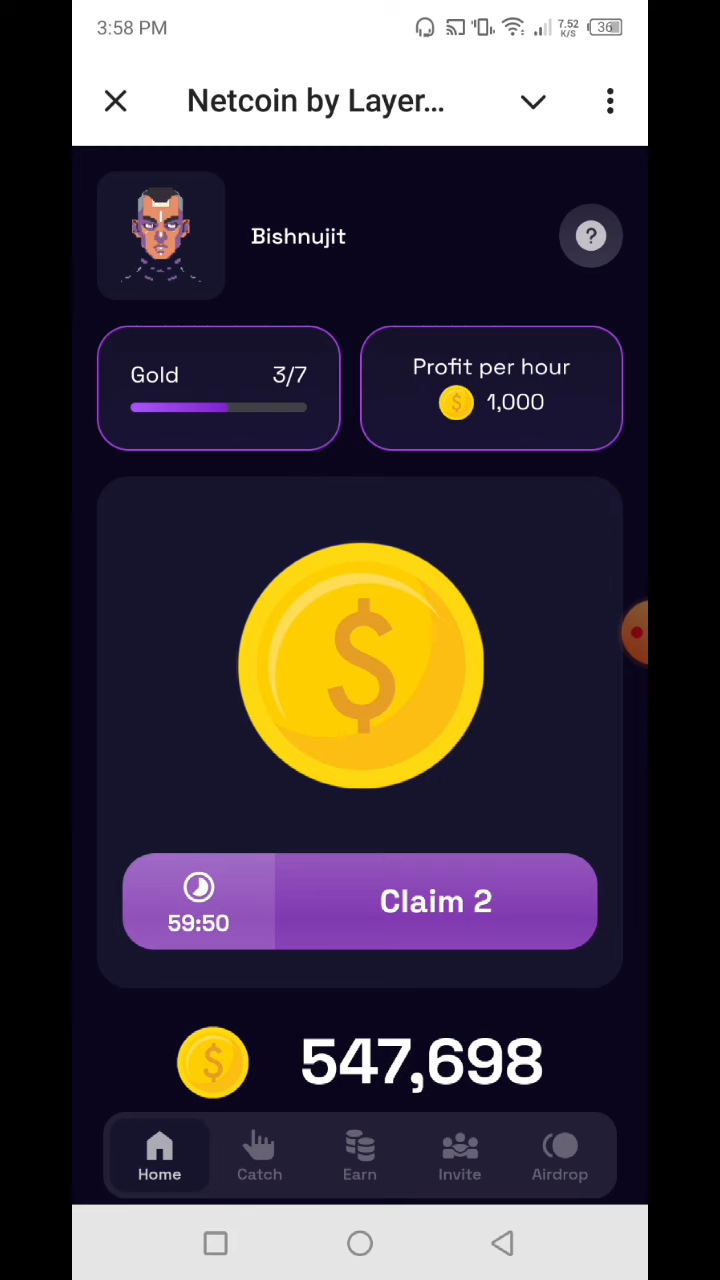 3:58 PM
7.52
K/S
36
Netcoin by Layer...
Bishnujit
?
Gold
3/7
Profit per hour
$ 1,000
$
59:50
Claim 2
$ 547,698
Home
Catch
Earn
Invite
Airdrop